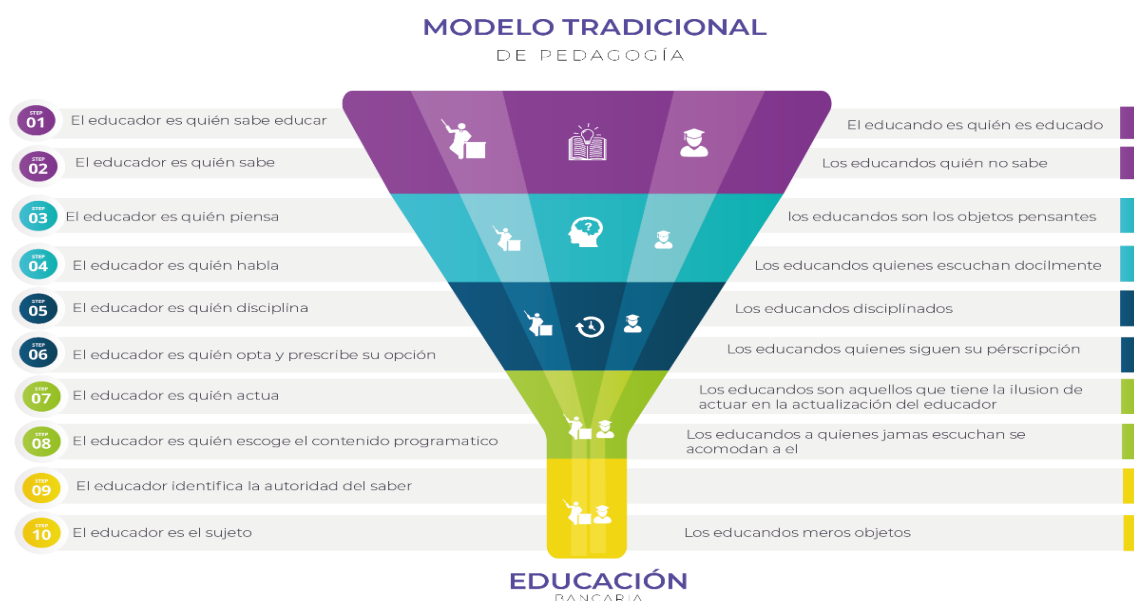 MODELO TRADICIONAL
DE PEDAGOGÍA
STEP
01
El educador es quién sabe educar
El educando es quién es educado
STEP
02
El educador es quién sabe
Los educandos quién no sabe
STEP
03
El educador es quién piensa
los educandos son los objetos pensantes
STEP
04
El educador es quién habla
Los educandos quienes escuchan docilmente
STEP
05
El educador es quién disciplina
Los educandos disciplinados
STEP
06
El educador es quién opta y prescribe su opción
Los educandos quienes siguen su pérscripción
STEP
07
El educador es quién actua
Los educandos son aquellos que tiene la ilusion de
actuar en la actualización del educador
STEP
08
El educador es quién escoge el contenido programatico
Los educandos a quienes jamas escuchan se
acomodan a el
STEP
09
El educador identifica la autoridad del saber
STEP
10
El educador es el sujeto
Los educandos meros objetos
?
EDUCACIÓN
BANCARIA